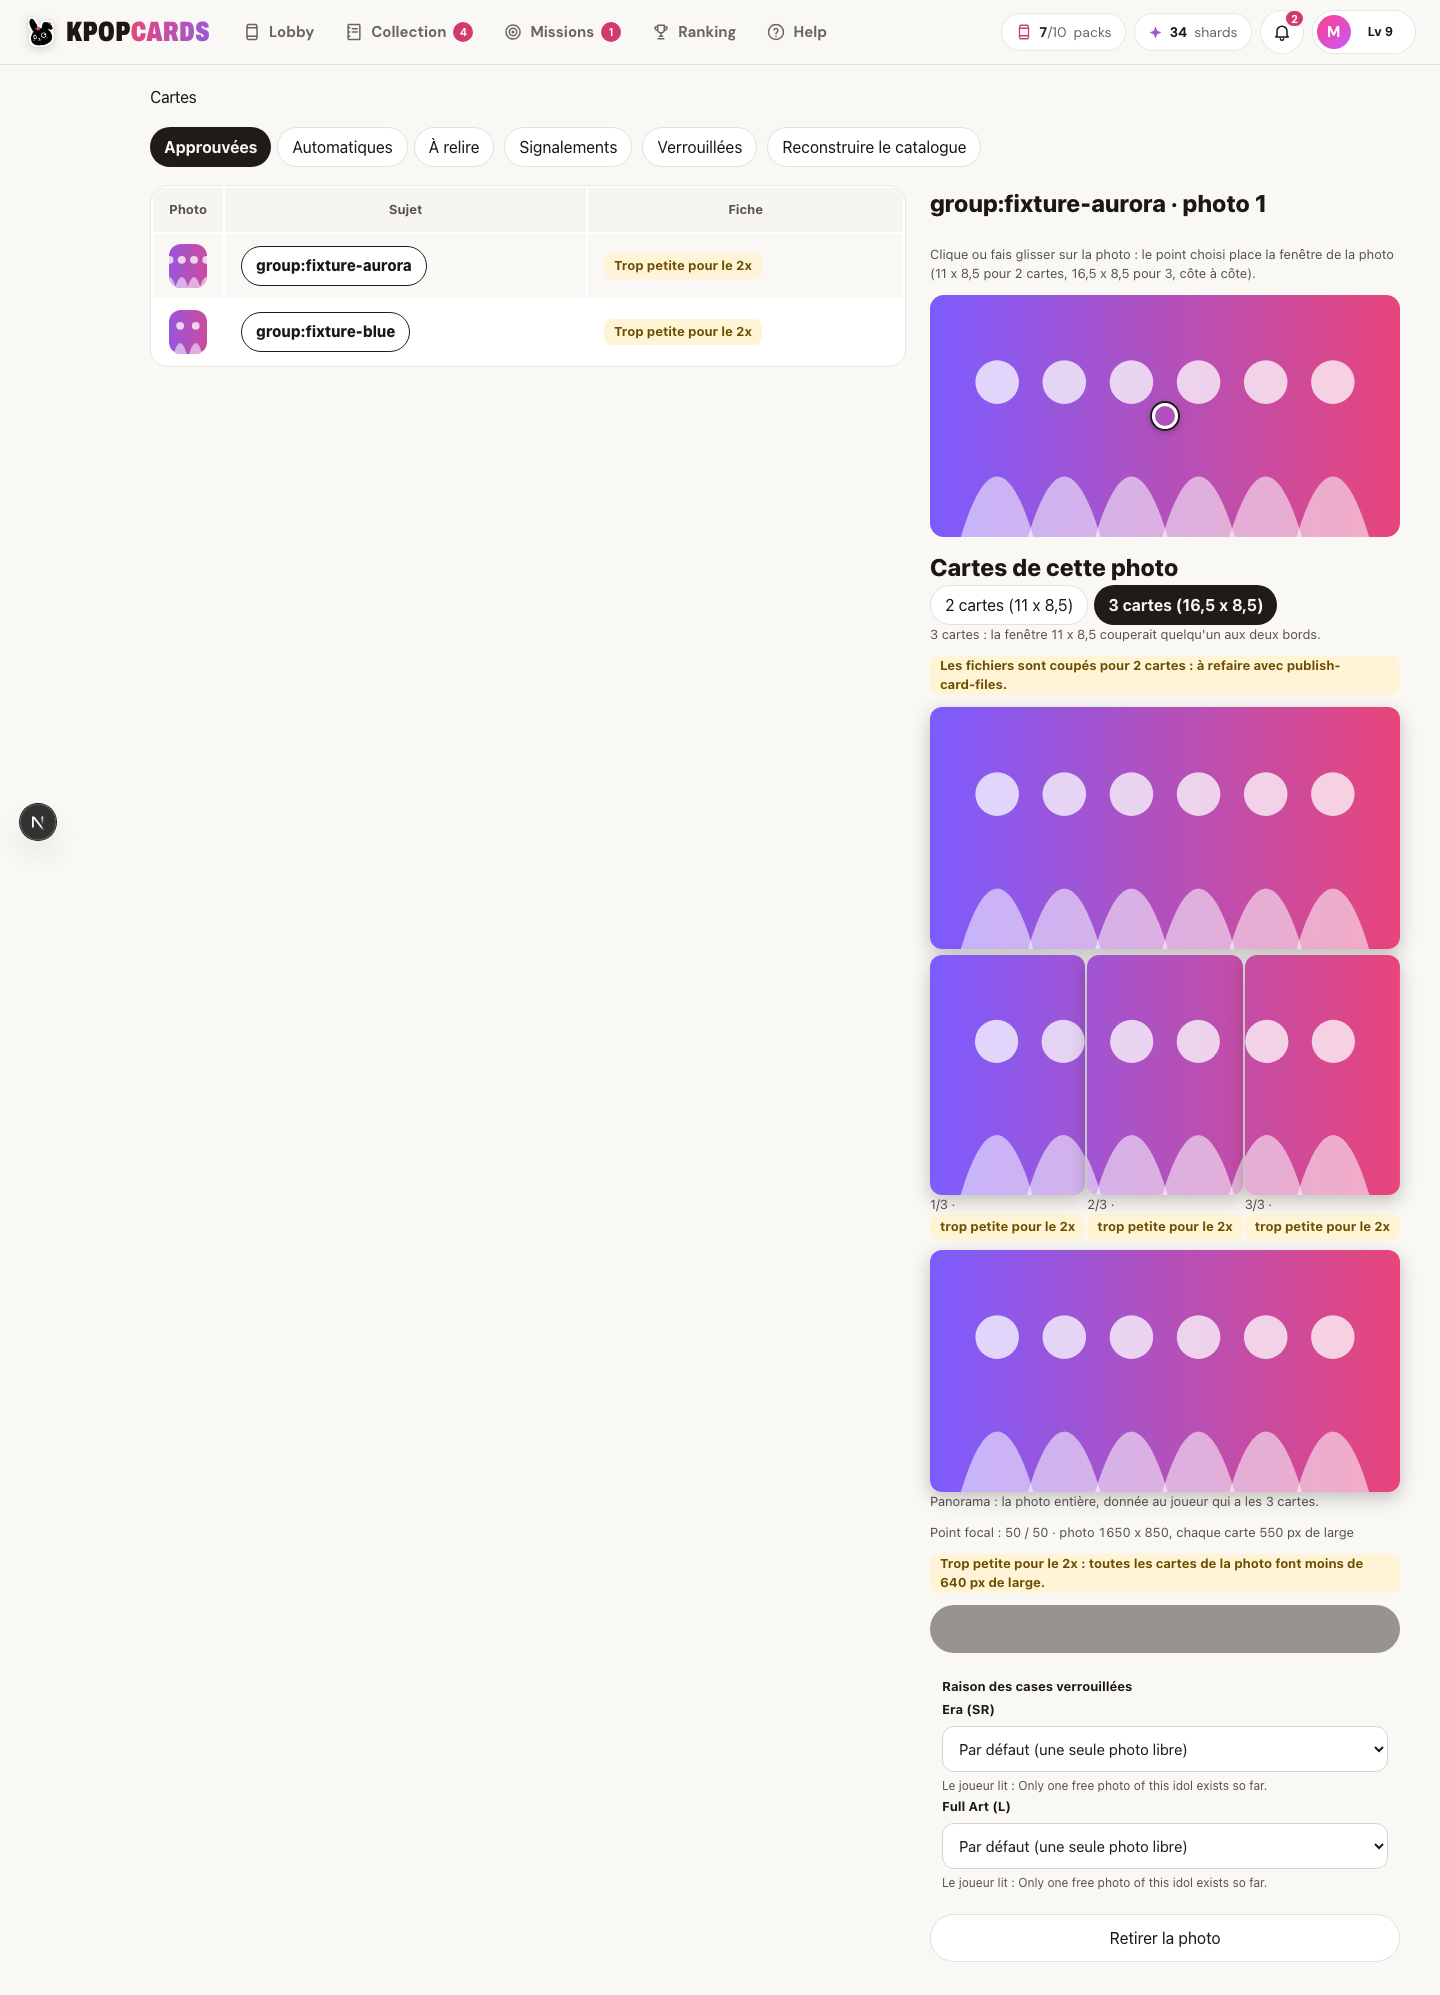 KPOPCARDS
Lobby
Collection 4
Missions 1
Ranking
Help
7/10 packs
34 shards
2
M Lv 9
Cartes
Approuvées
Automatiques
À relire
Signalements
Verrouillées
Reconstruire le catalogue
Photo Sujet Fiche
group:fixture-aurora Trop petite pour le 2x
group:fixture-blue Trop petite pour le 2x
group:fixture-aurora · photo 1
Clique ou fais glisser sur la photo : le point choisi place la fenêtre de la photo
(11 x 8,5 pour 2 cartes, 16,5 x 8,5 pour 3, côte à côte).
Cartes de cette photo
2 cartes (11 x 8,5) 3 cartes (16,5 x 8,5)
3 cartes : la fenêtre 11 x 8,5 couperait quelqu'un aux deux bords.
Les fichiers sont coupés pour 2 cartes : à refaire avec publish-
card-files.
1/3 · 2/3 · 3/3 ·
trop petite pour le 2x trop petite pour le 2x trop petite pour le 2x
Panorama : la photo entière, donnée au joueur qui a les 3 cartes.
Point focal : 50 / 50 · photo 1650 x 850, chaque carte 550 px de large
Trop petite pour le 2x : toutes les cartes de la photo font moins de
640 px de large.
Raison des cases verrouillées
Era (SR)
Par défaut (une seule photo libre)
Le joueur lit : Only one free photo of this idol exists so far.
Full Art (L)
Par défaut (une seule photo libre)
Le joueur lit : Only one free photo of this idol exists so far.
Retirer la photo
N